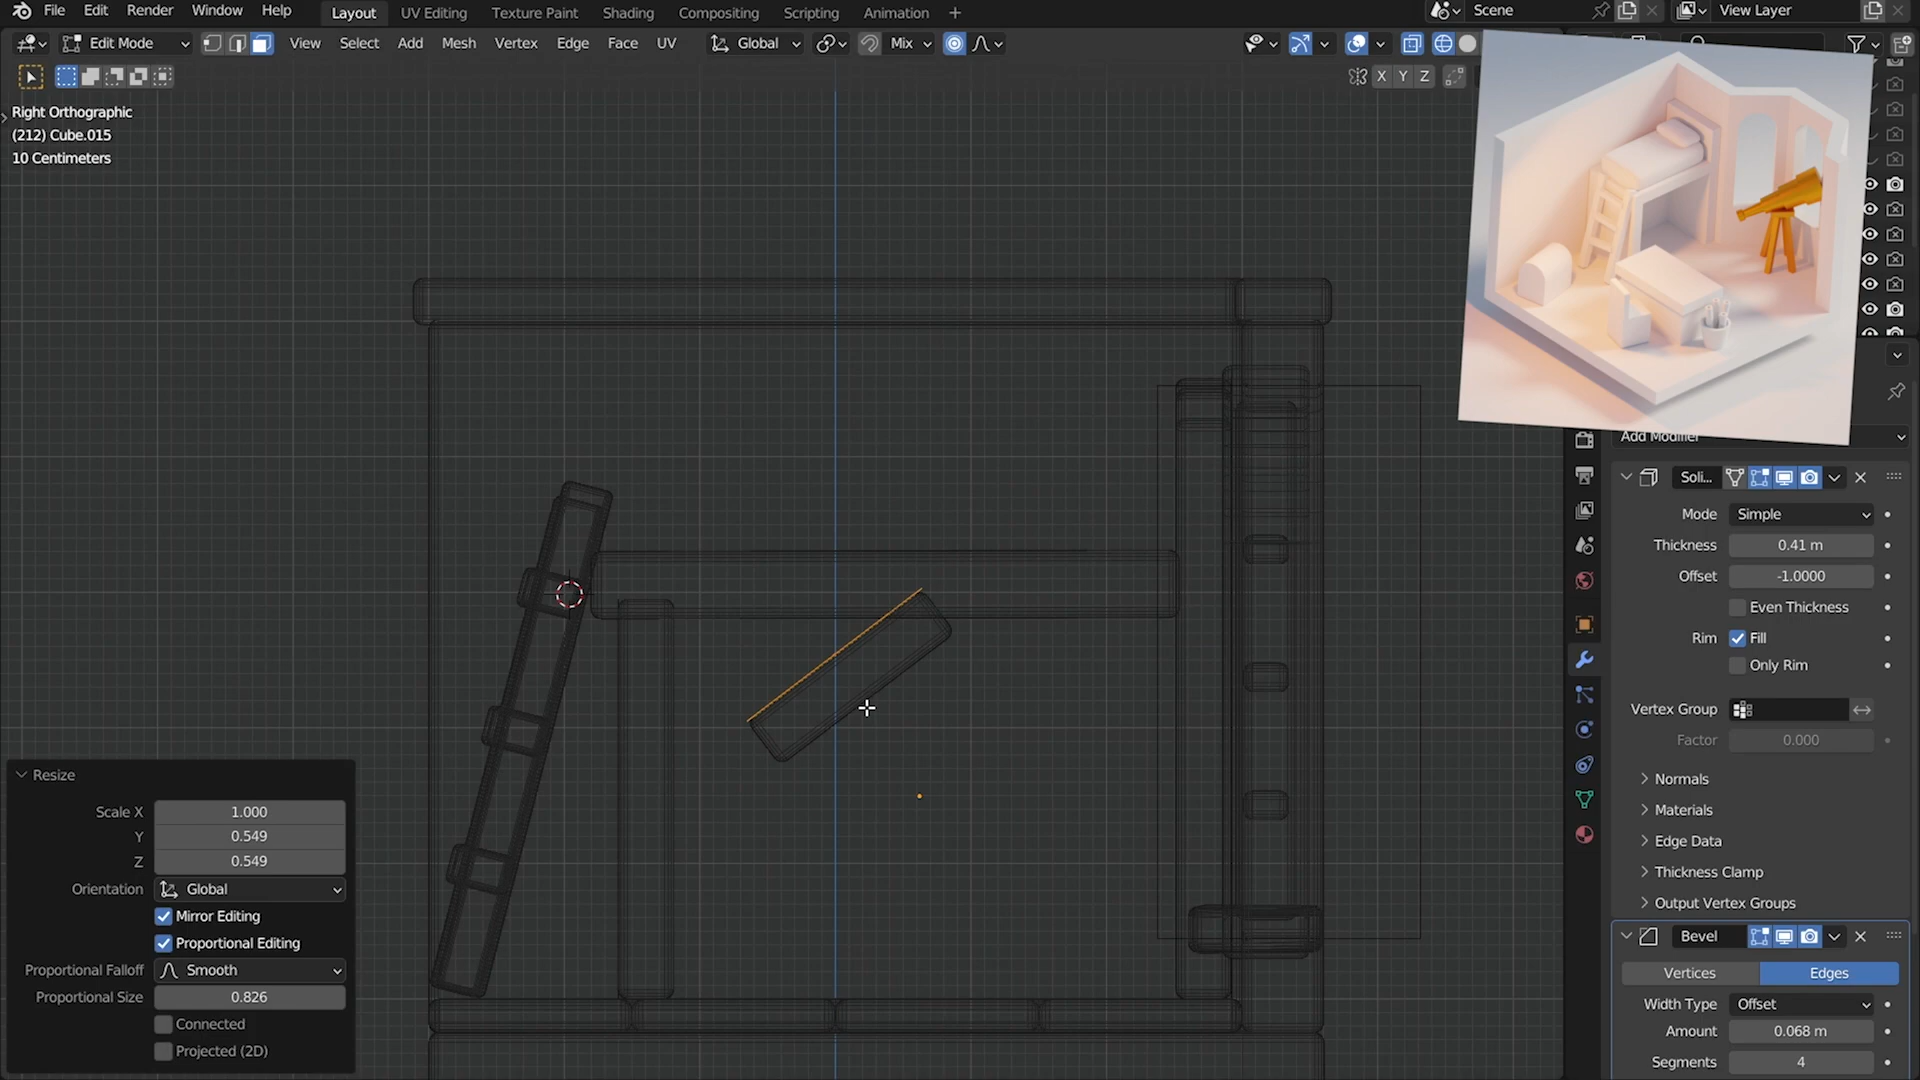 File Edit Render Window Help Layout UV Editing Texture Paint Shading Compositing Scripting Animation + Scene View Layer
Edit Mode View Select Add Mesh Vertex Edge Face UV Global Mix
X Y Z
Right Orthographic
(212) Cube.015
10 Centimeters
Add Modifier
Soli...
Mode Simple
Thickness 0.41 m
Offset -1.0000
Even Thickness
Rim Fill
Only Rim
Vertex Group
Factor 0.000
Normals
Materials
Edge Data
Thickness Clamp
Output Vertex Groups
Bevel
Vertices Edges
Width Type Offset
Amount 0.068 m
Segments 4
Resize
Scale X 1.000
Y 0.549
Z 0.549
Orientation Global
Mirror Editing
Proportional Editing
Proportional Falloff Smooth
Proportional Size 0.826
Connected
Projected (2D)